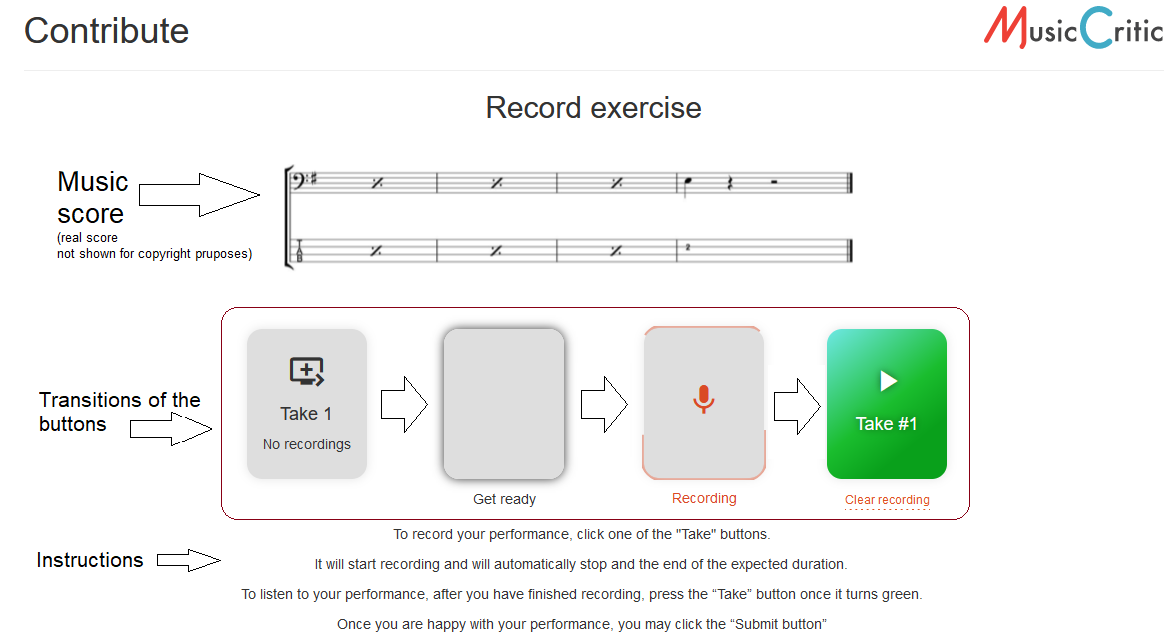 Contribute
MusicCritic
Record exercise
Music
score
(real score
not shown for copyright pruposes)
T
A
B
2
Transitions of the
buttons
Take 1
No recordings
Get ready
Recording
Take #1
Clear recording
Instructions
To record your performance, click one of the "Take" buttons.
It will start recording and will automatically stop and the end of the expected duration.
To listen to your performance, after you have finished recording, press the “Take” button once it turns green.
Once you are happy with your performance, you may click the “Submit button”